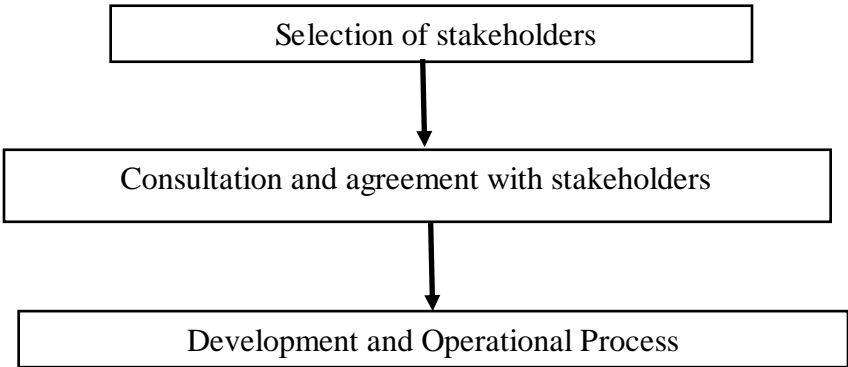 Selection of stakeholders
Consultation and agreement with stakeholders
Development and Operational Process